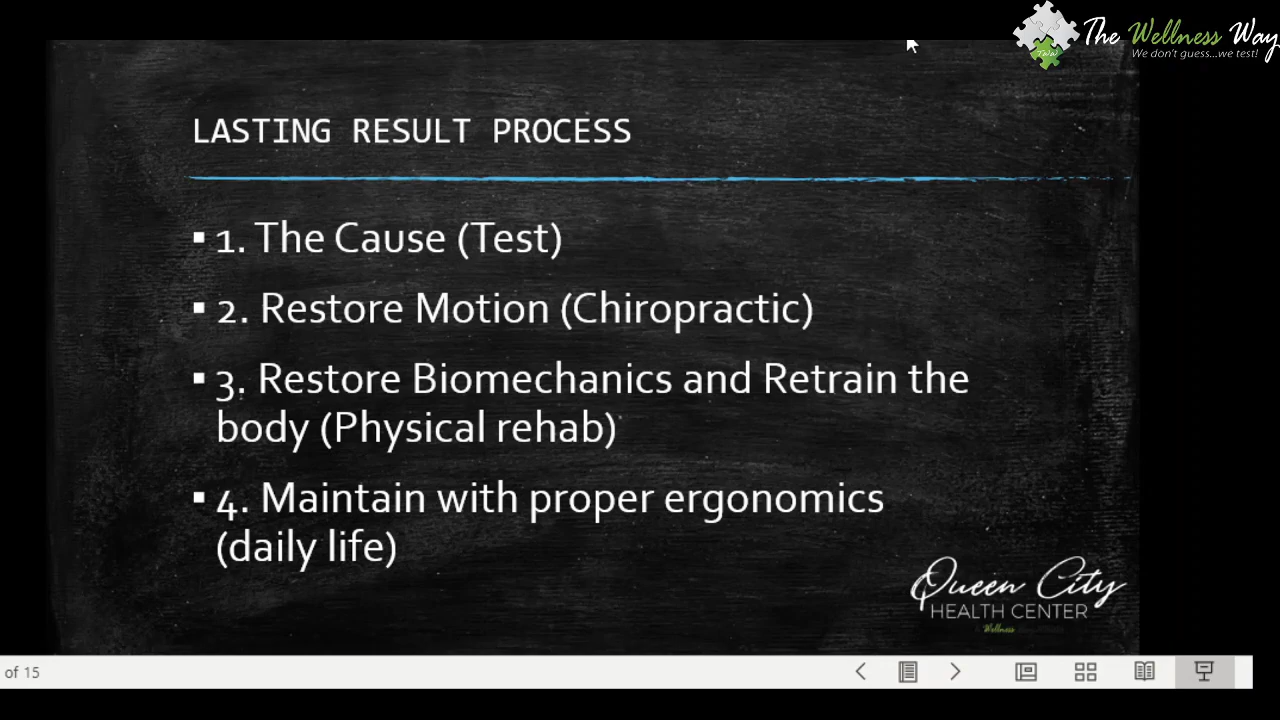 The Wellness Way
We don't guess...we test!
TWW
LASTING RESULT PROCESS
▪ 1. The Cause (Test)
▪ 2. Restore Motion (Chiropractic)
▪ 3. Restore Biomechanics and Retrain the
body (Physical rehab)
▪ 4. Maintain with proper ergonomics
(daily life)
Queen City
HEALTH CENTER
Wellness
of 15